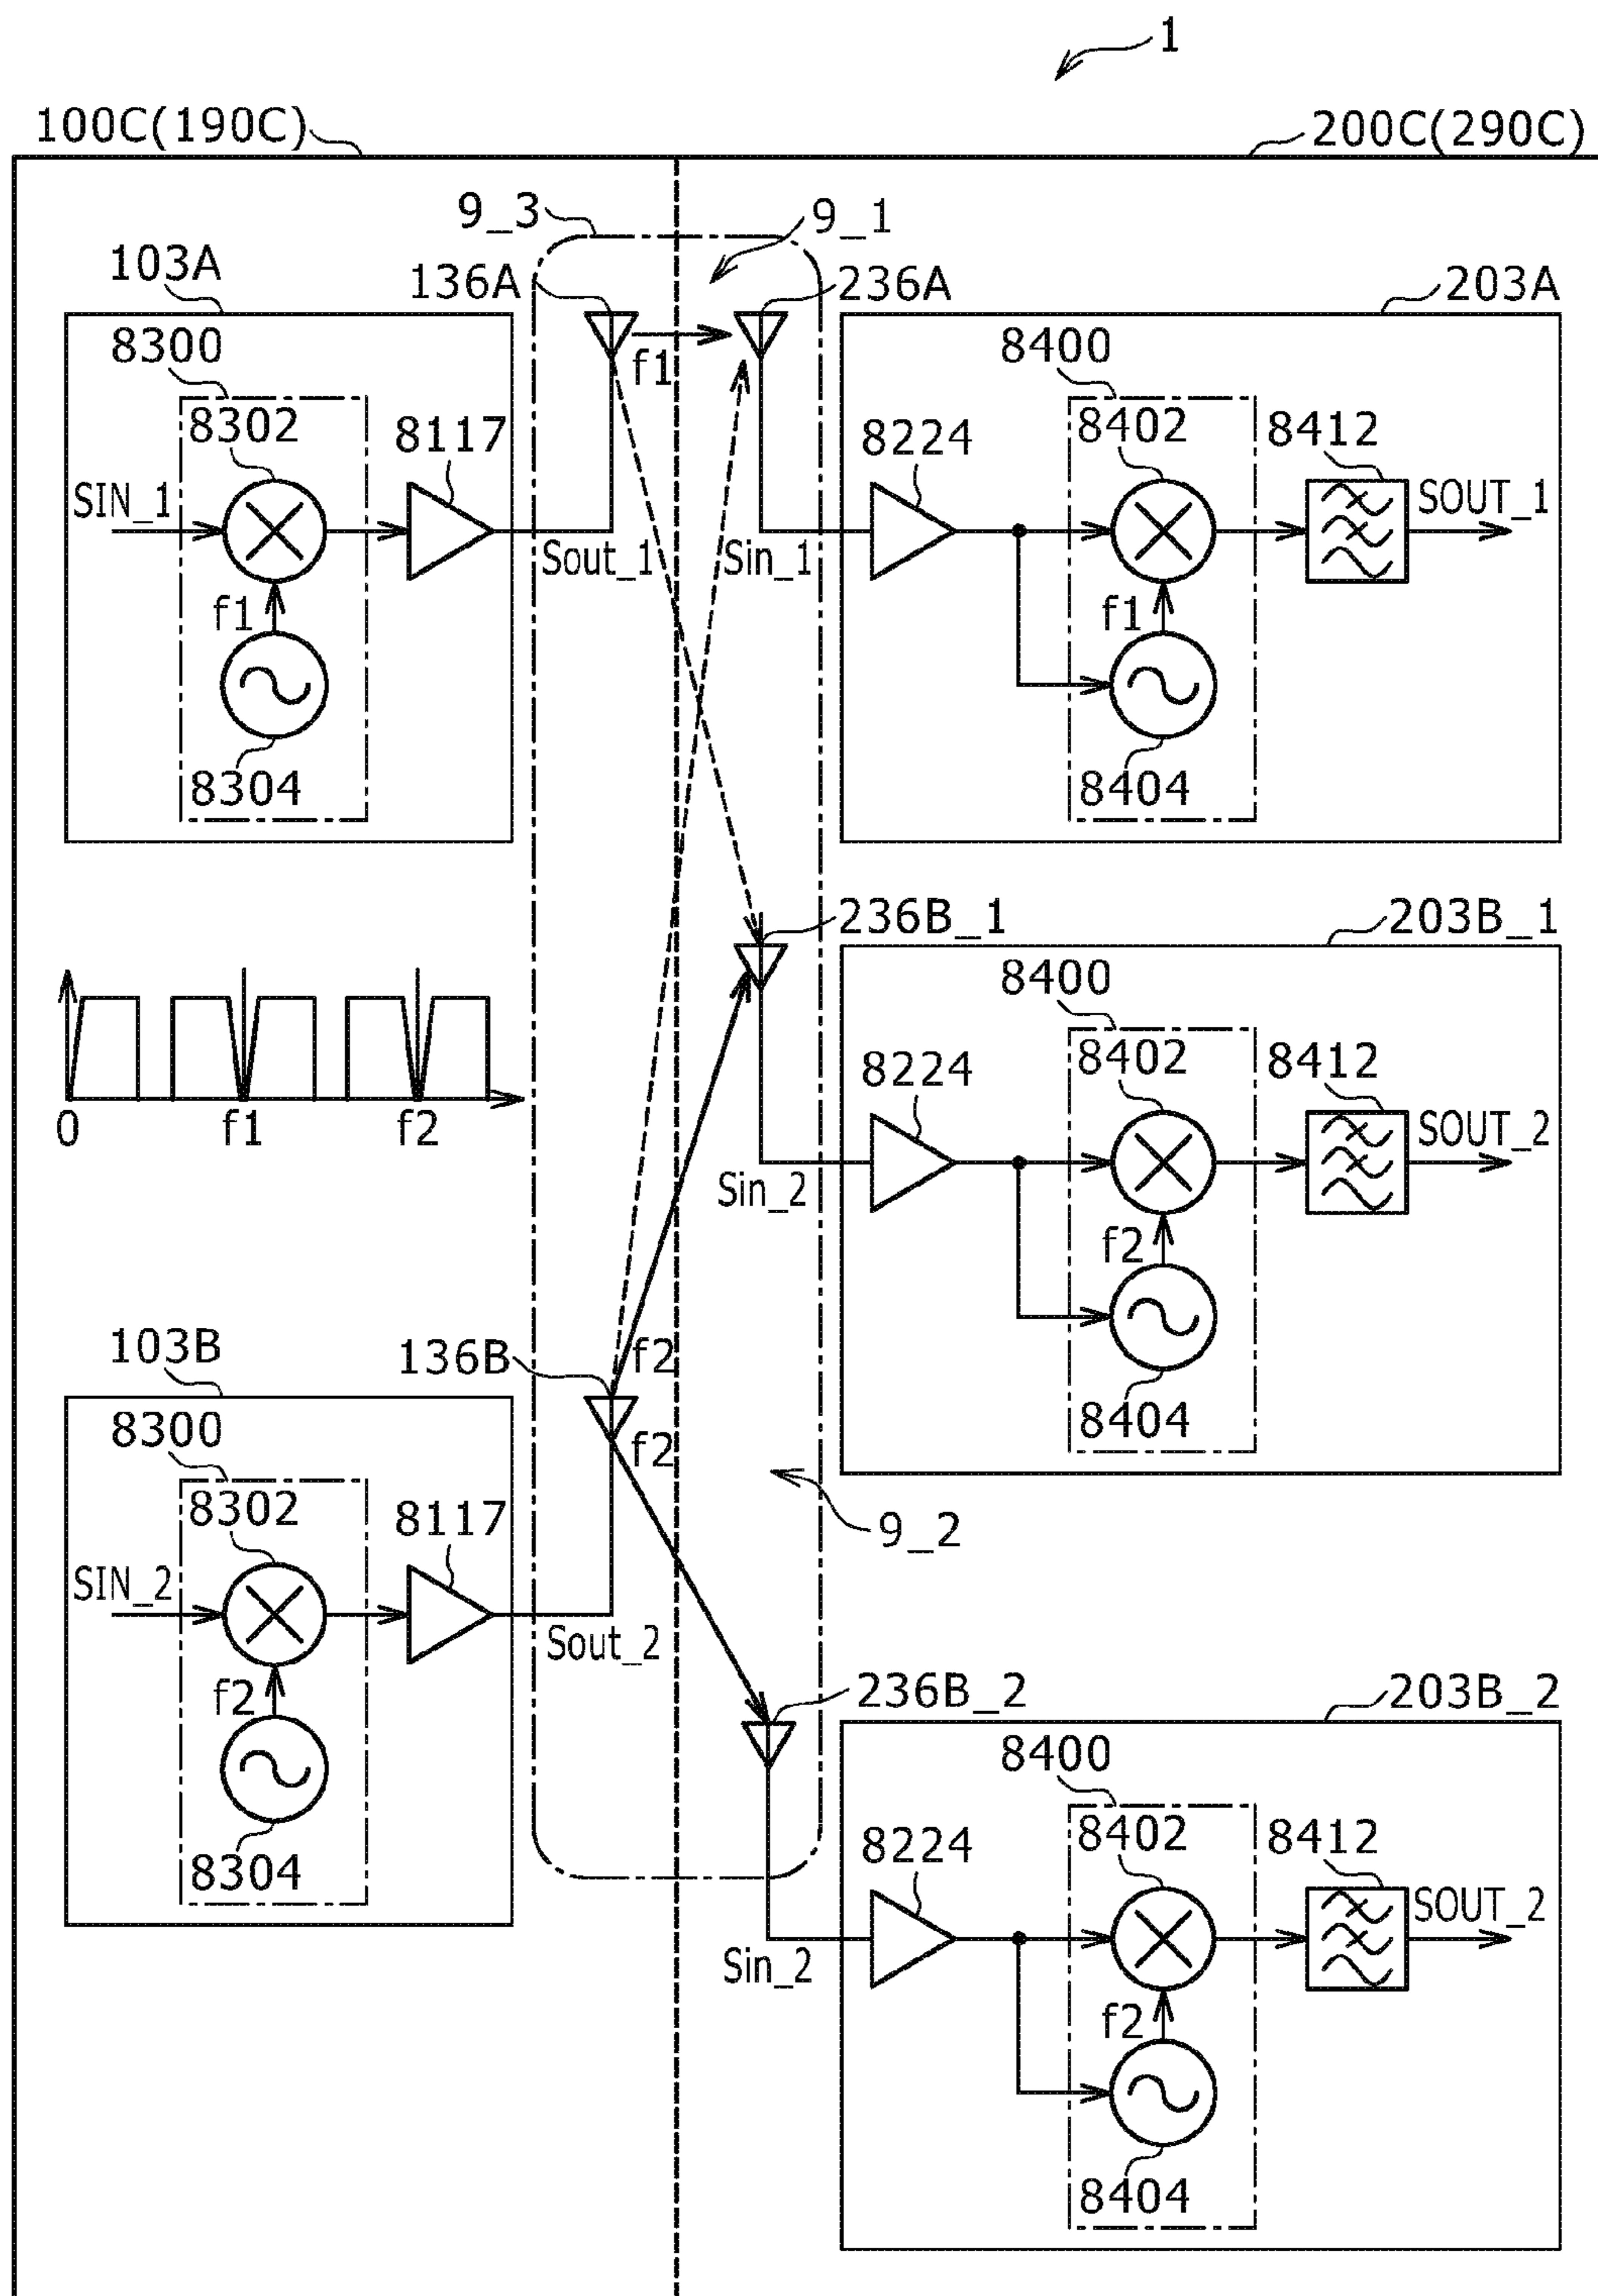 1
100C(190C)
200C(290C)
9_3
9_1
103A
136A
236A
203A
8300
f1
8400
8302
8117
8224
8402
8412
SIN_1
Sout_1
Sin_1
SOUT_1
f1
f1
8304
8404
236B_1
203B_1
8400
8224
8402
8412
0
f1
f2
Sin_2
SOUT_2
f2
103B
136B
f2
8404
8300
f2
8302
8117
9_2
SIN_2
Sout_2
f2
236B_2
203B_2
8400
8304
8224
8402
8412
Sin_2
SOUT_2
f2
8404